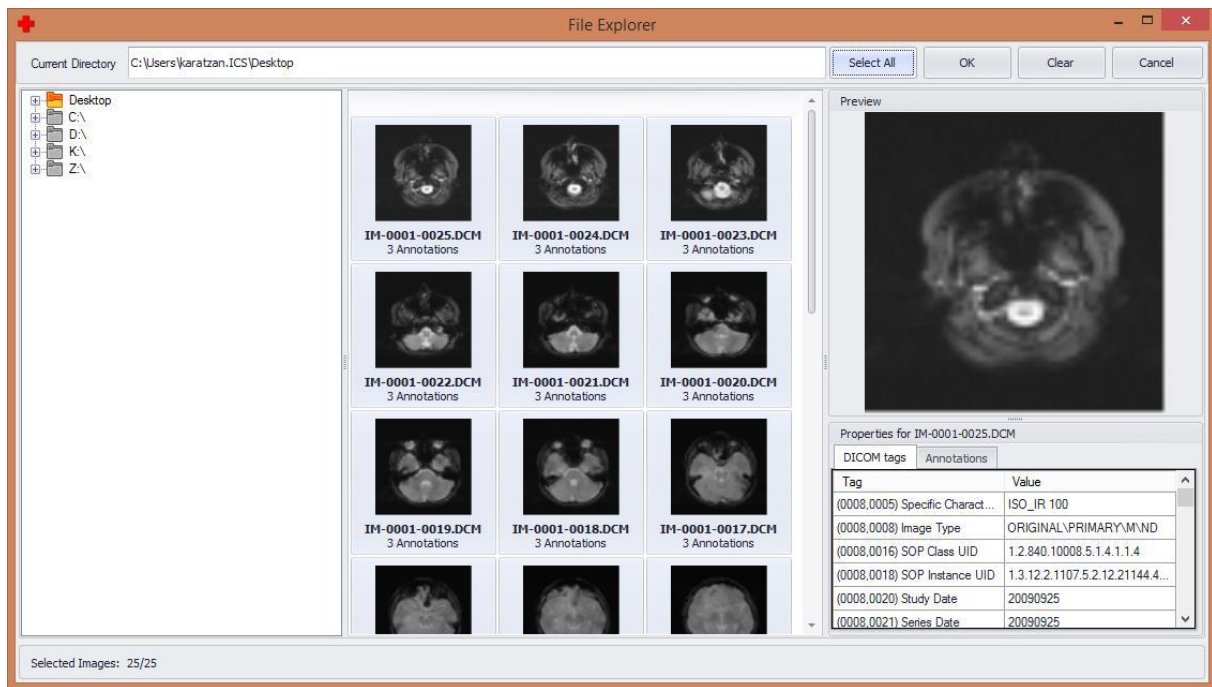 File Explorer
Current Directory C:\Users\karatzan.ICS\Desktop Select All OK Clear Cancel
Desktop
C:\
D:\
K:\
Z:\
IM-0001-0025.DCM IM-0001-0024.DCM IM-0001-0023.DCM
3 Annotations 3 Annotations 3 Annotations
IM-0001-0022.DCM IM-0001-0021.DCM IM-0001-0020.DCM
3 Annotations 3 Annotations 3 Annotations
IM-0001-0019.DCM IM-0001-0018.DCM IM-0001-0017.DCM
3 Annotations 3 Annotations 3 Annotations
Preview
Properties for IM-0001-0025.DCM
DICOM tags Annotations
Tag Value
(0008,0005) Specific Charact... ISO_IR 100
(0008,0008) Image Type ORIGINAL\PRIMARY\M\ND
(0008,0016) SOP Class UID 1.2.840.10008.5.1.4.1.1.4
(0008,0018) SOP Instance UID 1.3.12.2.1107.5.2.12.21144.4...
(0008,0020) Study Date 20090925
(0008,0021) Series Date 20090925
Selected Images: 25/25